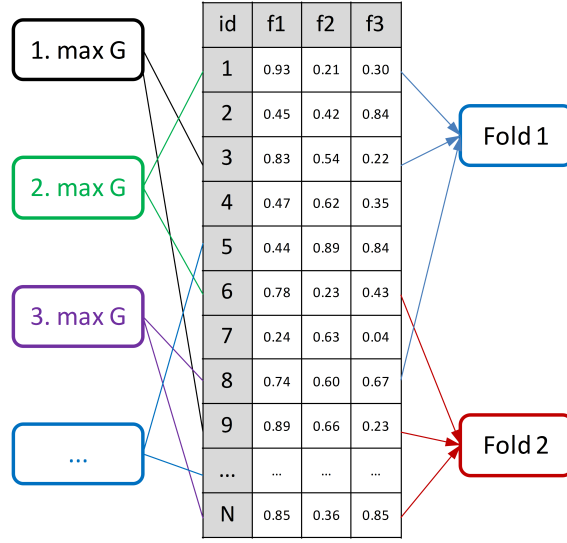 1. max G
2. max G
3. max G
...
id f1 f2 f3
1 0.93 0.21 0.30
2 0.45 0.42 0.84
3 0.83 0.54 0.22
4 0.47 0.62 0.35
5 0.44 0.89 0.84
6 0.78 0.23 0.43
7 0.24 0.63 0.04
8 0.74 0.60 0.67
9 0.89 0.66 0.23
... ... ... ...
N 0.85 0.36 0.85
Fold 1
Fold 2